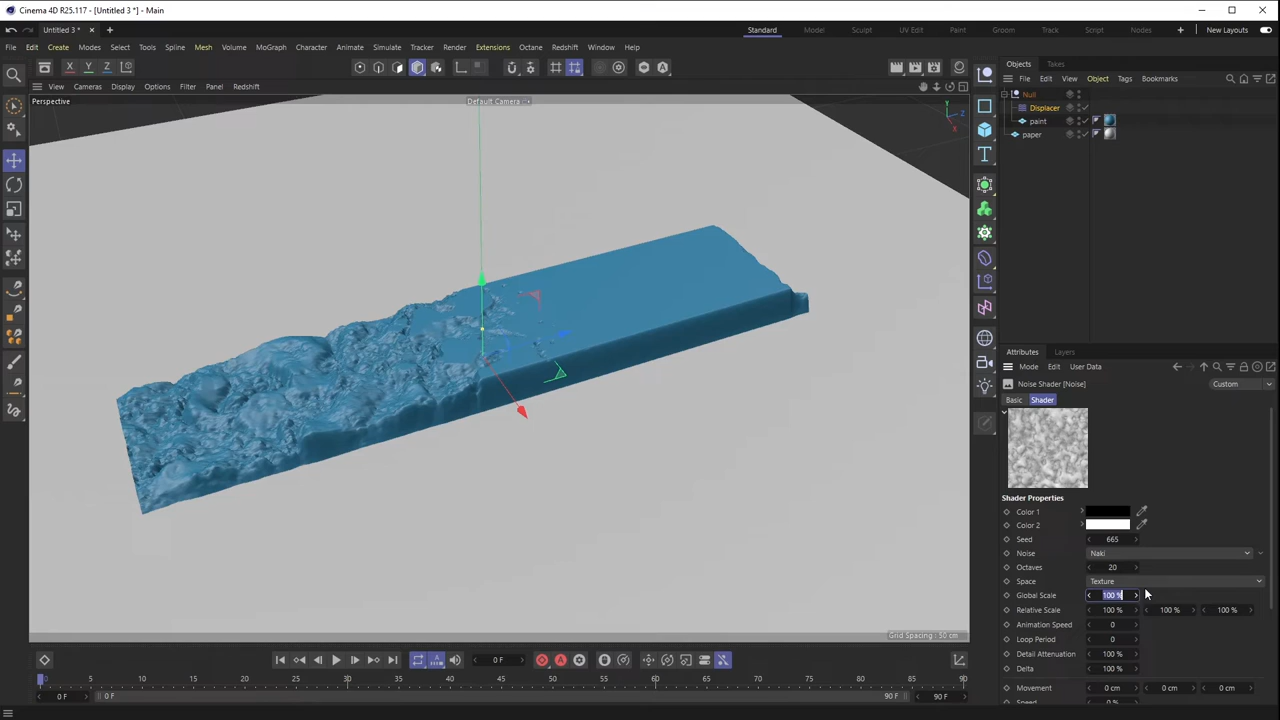 Cinema 4D R25.117 - [Untitled 3 *] - Main
Untitled 3 *
Standard Model Sculpt UV Edit Paint Groom Track Script Nodes New Layouts
File Edit Create Modes Select Tools Spline Mesh Volume MoGraph Character Animate Simulate Tracker Render Extensions Octane Redshift Window Help
X Y Z
Objects Takes
View Cameras Display Options Filter Panel Redshift
File Edit View Object Tags Bookmarks
Perspective
Default Camera
Null
Displacer
paint
paper
Y
Z
X
Attributes Layers
Mode Edit User Data
Noise Shader [Noise]
Custom
Basic Shader
Shader Properties
Color 1
Color 2
Seed 665
Noise Naki
Octaves 20
Space Texture
Global Scale 100 %
Relative Scale 100 % 100 % 100 %
Animation Speed 0
Loop Period 0
Detail Attenuation 100 %
Delta 100 %
Movement 0 cm 0 cm 0 cm
Speed 0 %
Grid Spacing : 50 cm
0 F
0 5 10 15 20 25 30 35 40 45 50 55 60 65 70 75 80 85 90
0 F 0 F 90 F 90 F